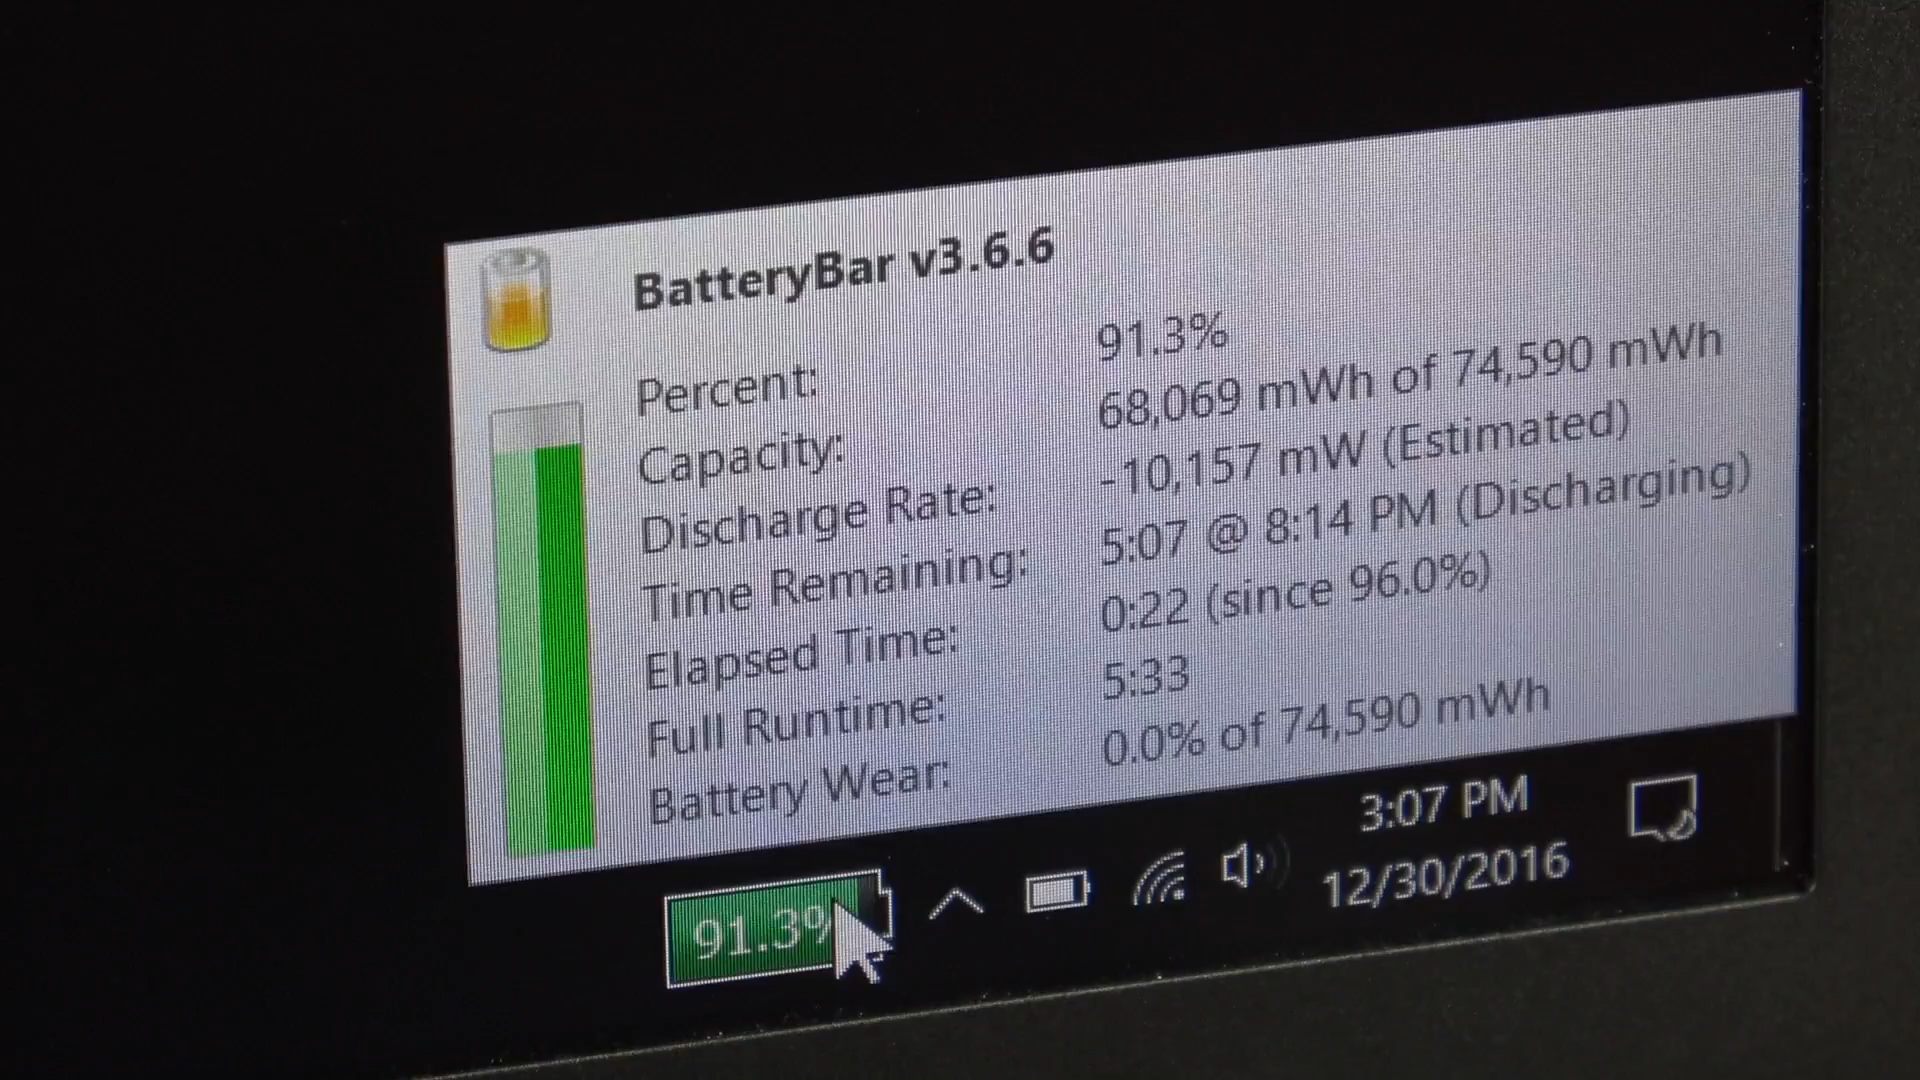 BatteryBar v3.6.6
Percent: 91.3%
Capacity: 68,069 mWh of 74,590 mWh
Discharge Rate: -10,157 mW (Estimated)
Time Remaining: 5:07 @ 8:14 PM (Discharging)
Elapsed Time: 0:22 (since 96.0%)
Full Runtime: 5:33
Battery Wear: 0.0% of 74,590 mWh
91.3%
3:07 PM
12/30/2016